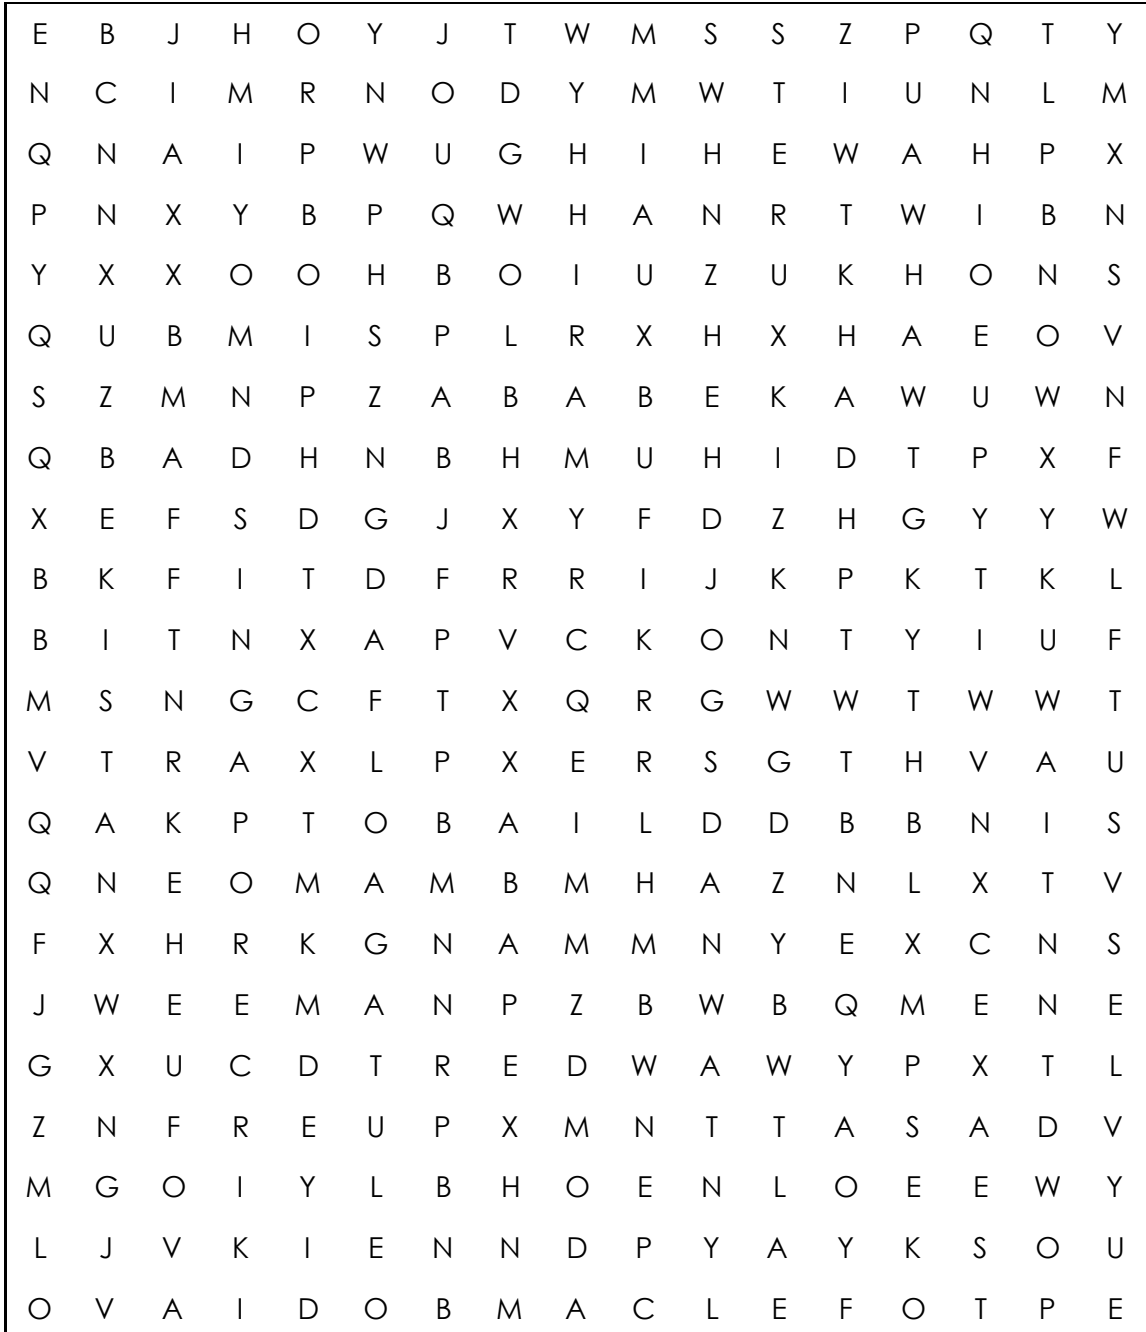 E B J H O Y J T W M S S Z P Q T Y
N C I M R N O D Y M W T I U N L M
Q N A I P W U G H I H E W A H P X
P N X Y B P Q W H A N R T W I B N
Y X X O O H B O I U Z U K H O N S
Q U B M I S P L R X H X H A E O V
S Z M N P Z A B A B E K A W U W N
Q B A D H N B H M U H I D T P X F
X E F S D G J X Y F D Z H G Y Y W
B K F I T D F R R I J K P K T K L
B I T N X A P V C K O N T Y I U F
M S N G C F T X Q R G W W T W W T
V T R A X L P X E R S G T H V A U
Q A K P T O B A I L D D B B N I S
Q N E O M A M B M H A Z N L X T V
F X H R K G N A M M N Y E X C N S
J W E E M A N P Z B W B Q M E N E
G X U C D T R E D W A W Y P X T L
Z N F R E U P X M N T T A S A D V
M G O I Y L B H O E N L O E E W Y
L J V K I E N N D P Y A Y K S O U
O V A I D O B M A C L E F O T P E